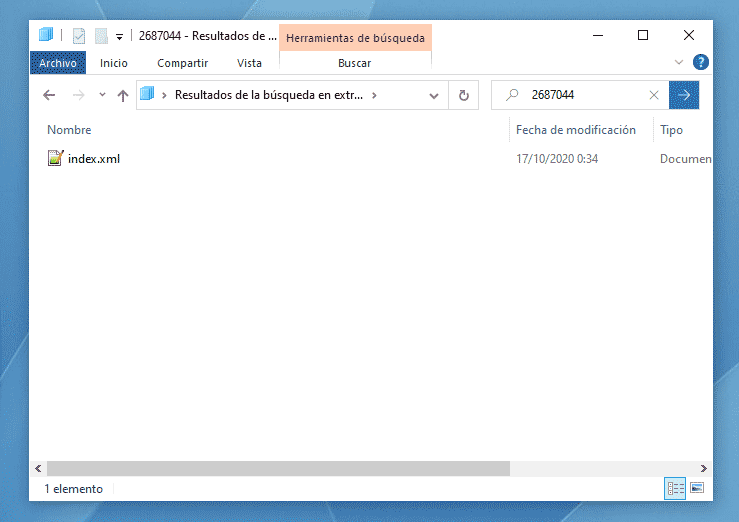 2687044 - Resultados de ...
Herramientas de búsqueda
Archivo Inicio Compartir Vista Buscar
?
Resultados de la búsqueda en extr...
2687044
Nombre Fecha de modificación Tipo
index.xml 17/10/2020 0:34 Documen
1 elemento